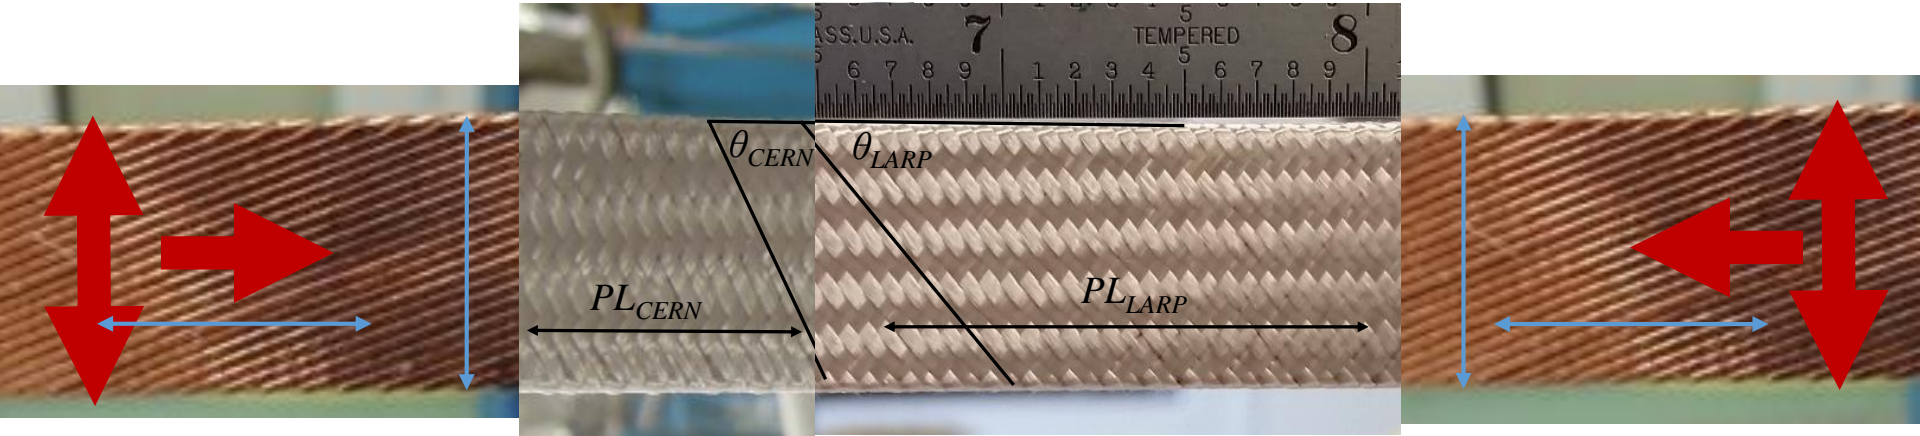 5
ASS.U.S.A. 7 TEMPERED 8
5
6 7 8 9 1 2 3 4 6 7 8 9 1
θCERN θLARP
PLCERN
PLLARP